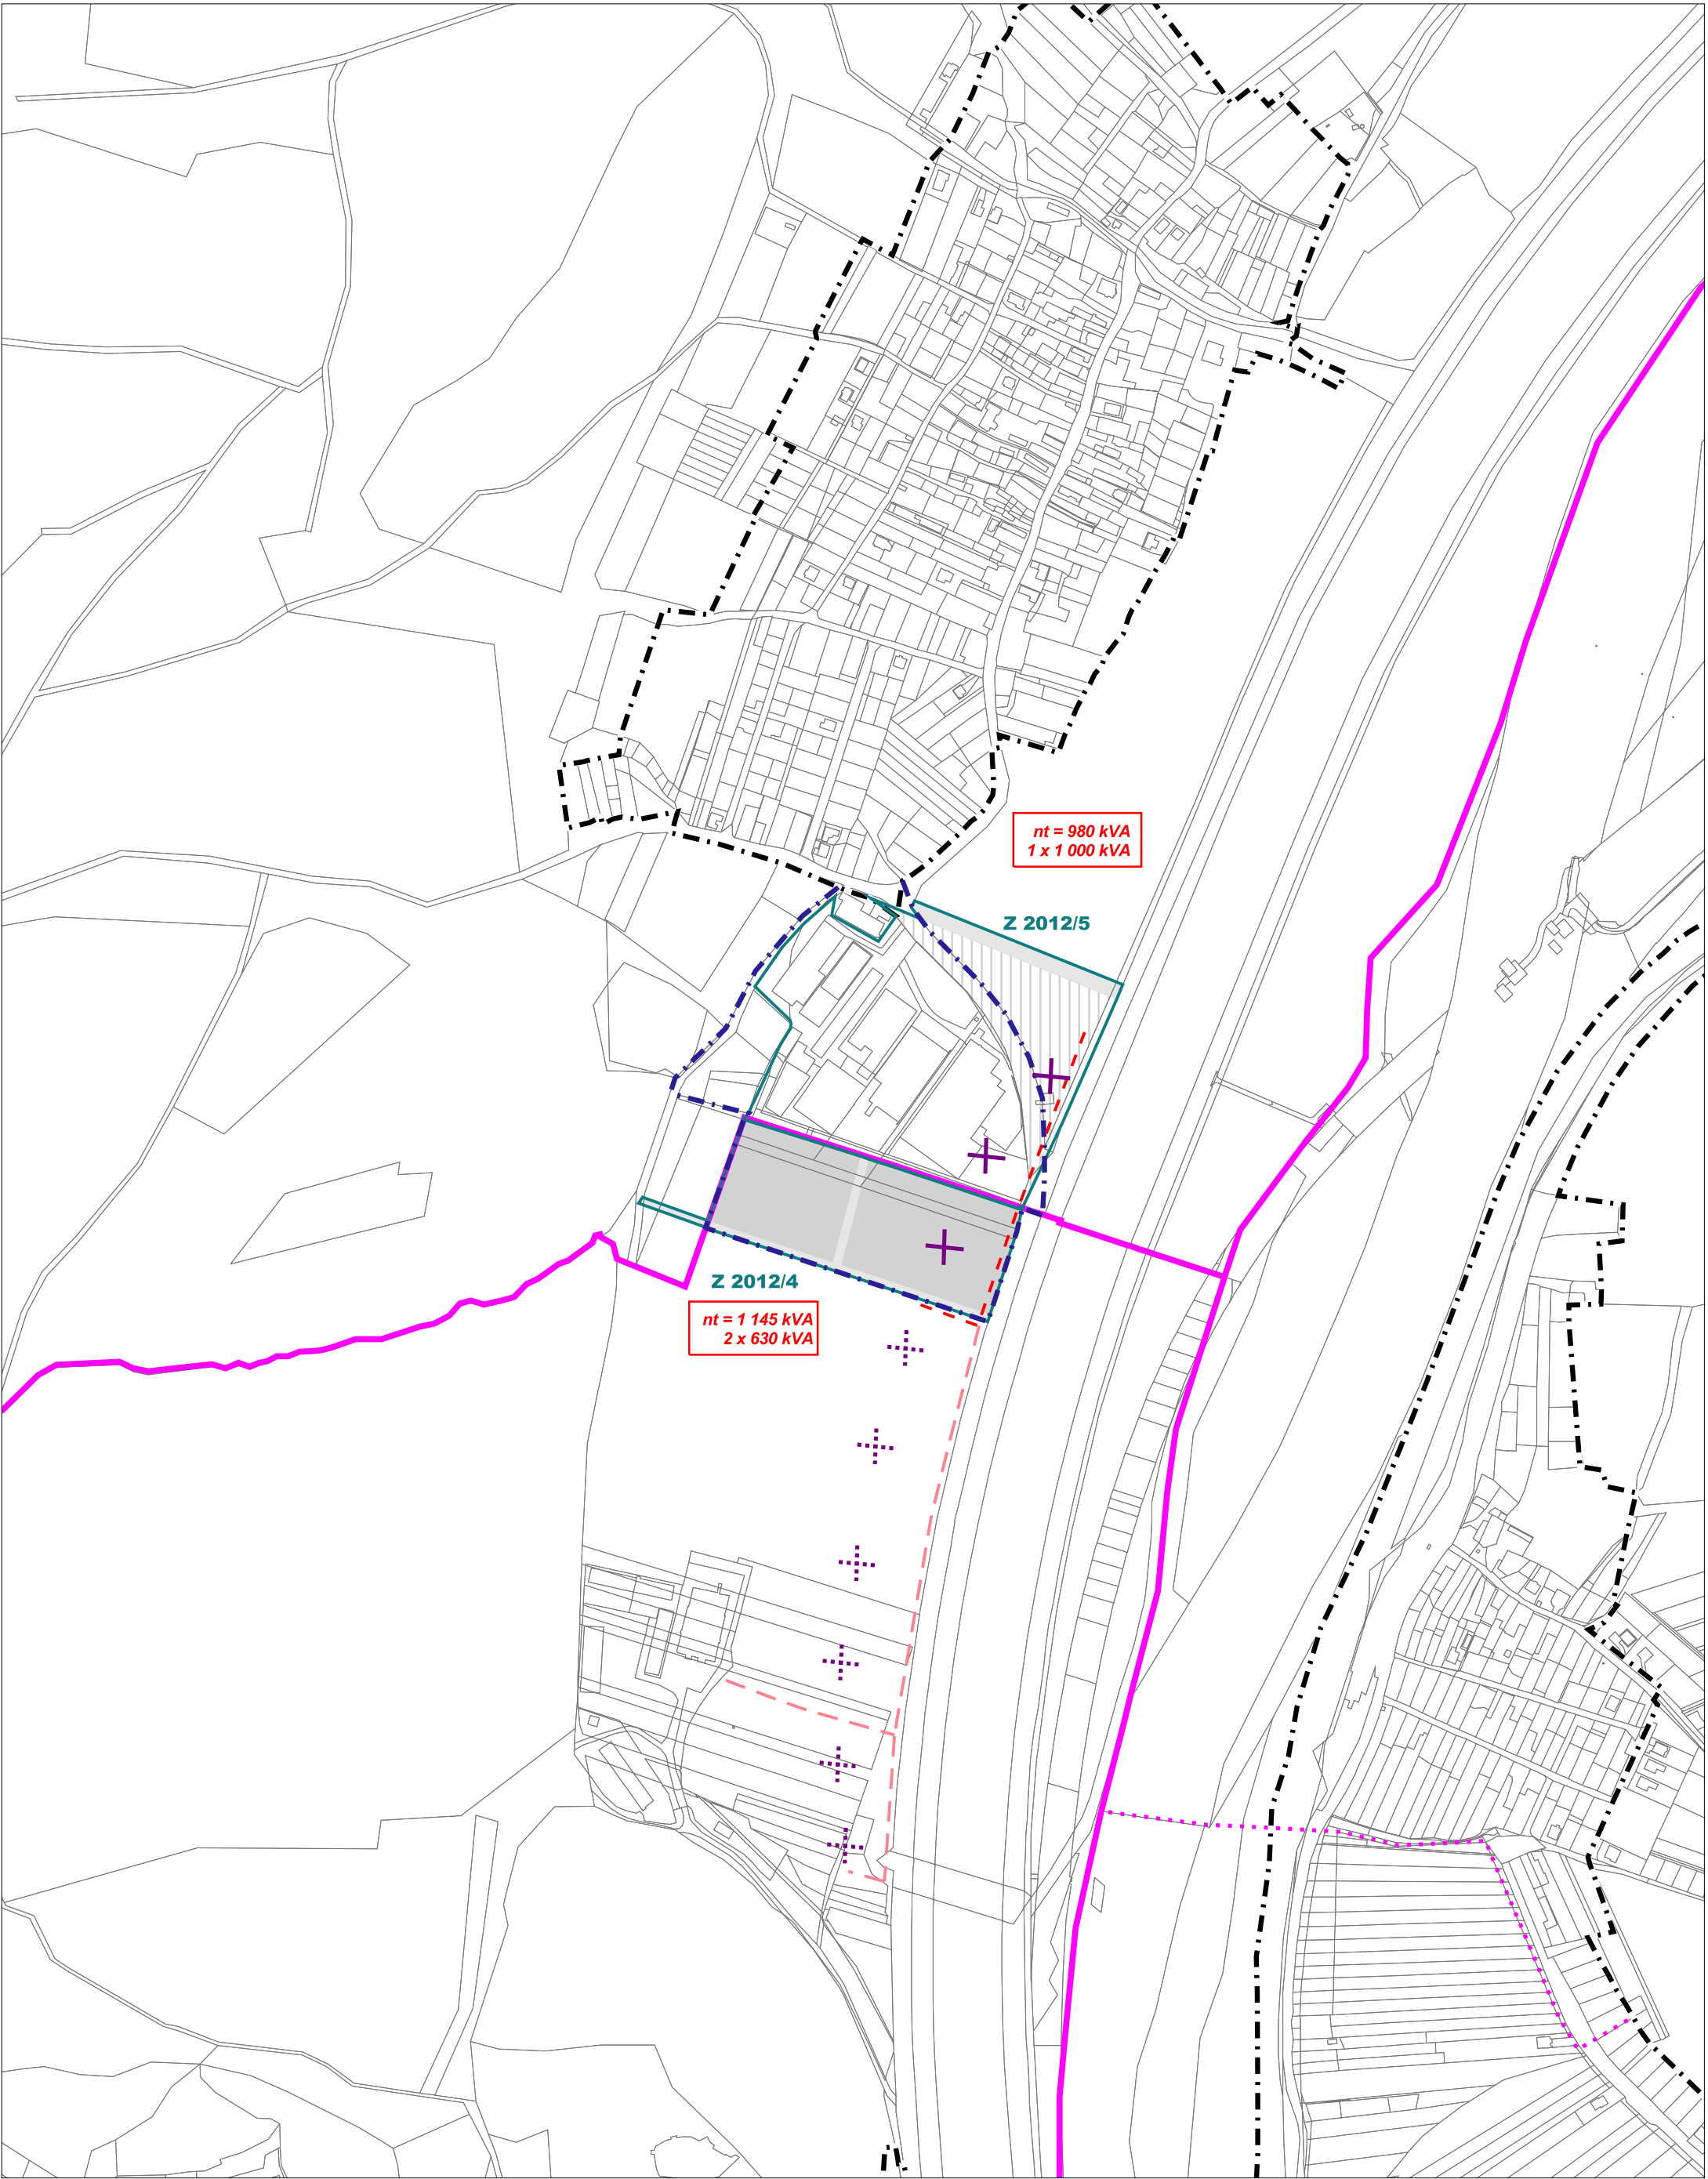 nt = 980 kVA
1 x 1 000 kVA
Z 2012/5
Z 2012/4
nt = 1 145 kVA
2 x 630 kVA